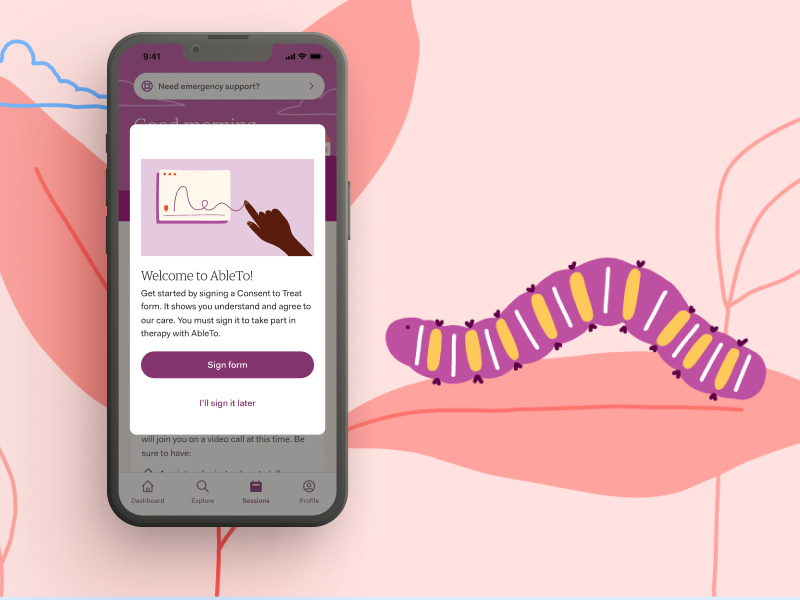 9:41
Need emergency support?
Good morning
Welcome to AbleTo!
Get started by signing a Consent to Treat
form. It shows you understand and agree to
our care. You must sign it to take part in
therapy with AbleTo.
Sign form
I'll sign it later
will join you on a video call at this time. Be
sure to have:
Dashboard
Explore
Sessions
Profile